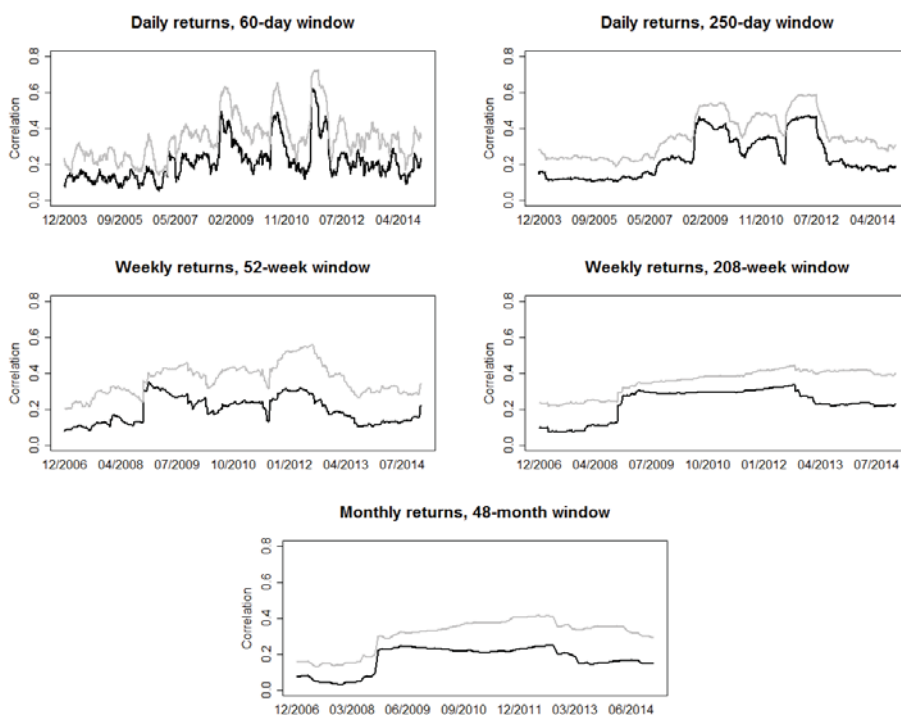 Daily returns, 60-day window
Correlation
0.0 0.2 0.4 0.6 0.8
12/2003 09/2005 05/2007 02/2009 11/2010 07/2012 04/2014
Daily returns, 250-day window
Correlation
0.0 0.2 0.4 0.6 0.8
12/2003 09/2005 05/2007 02/2009 11/2010 07/2012 04/2014
Weekly returns, 52-week window
Correlation
0.0 0.2 0.4 0.6 0.8
12/2006 04/2008 07/2009 10/2010 01/2012 04/2013 07/2014
Weekly returns, 208-week window
Correlation
0.0 0.2 0.4 0.6 0.8
12/2006 04/2008 07/2009 10/2010 01/2012 04/2013 07/2014
Monthly returns, 48-month window
Correlation
0.0 0.2 0.4 0.6 0.8
12/2006 03/2008 06/2009 09/2010 12/2011 03/2013 06/2014